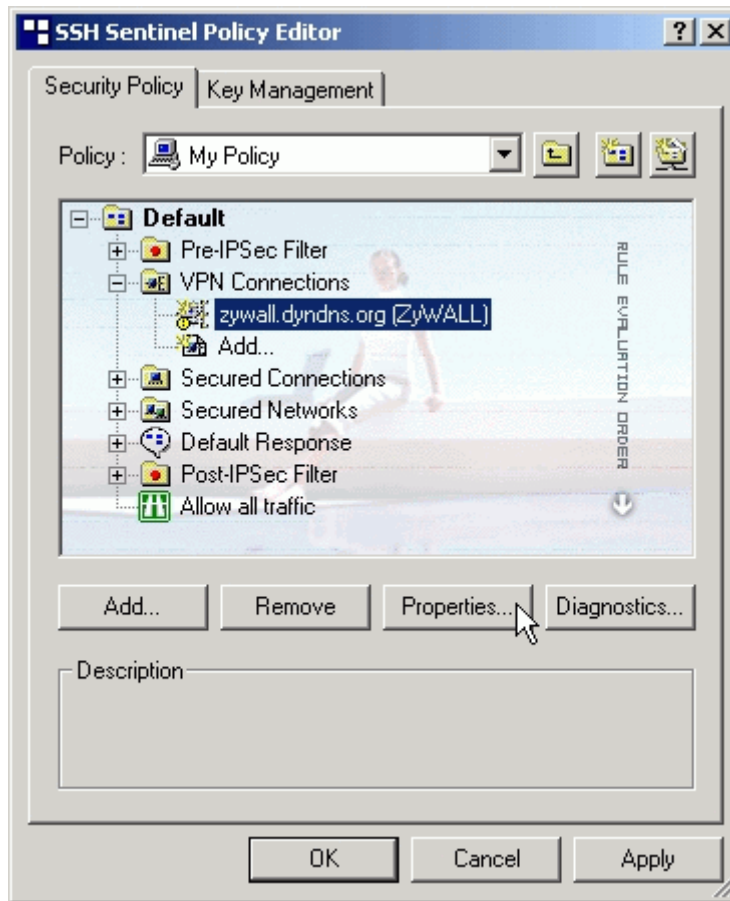 SSH Sentinel Policy Editor
Security Policy Key Management
Policy : My Policy
Default
Pre-IPSec Filter
VPN Connections
zywall.dyndns.org (ZyWALL)
Add...
Secured Connections
Secured Networks
Default Response
Post-IPSec Filter
Allow all traffic
RULE EVALUATION ORDER
Add... Remove Properties... Diagnostics...
Description
OK Cancel Apply